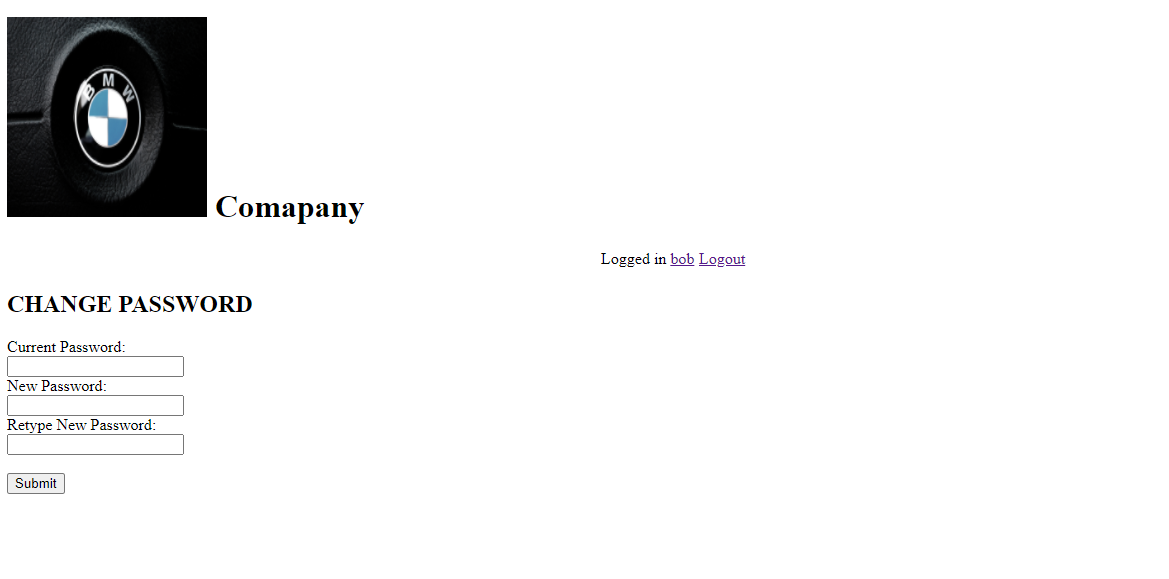 BMW
Comapany
Logged in bob Logout
CHANGE PASSWORD
Current Password:
New Password:
Retype New Password:
Submit